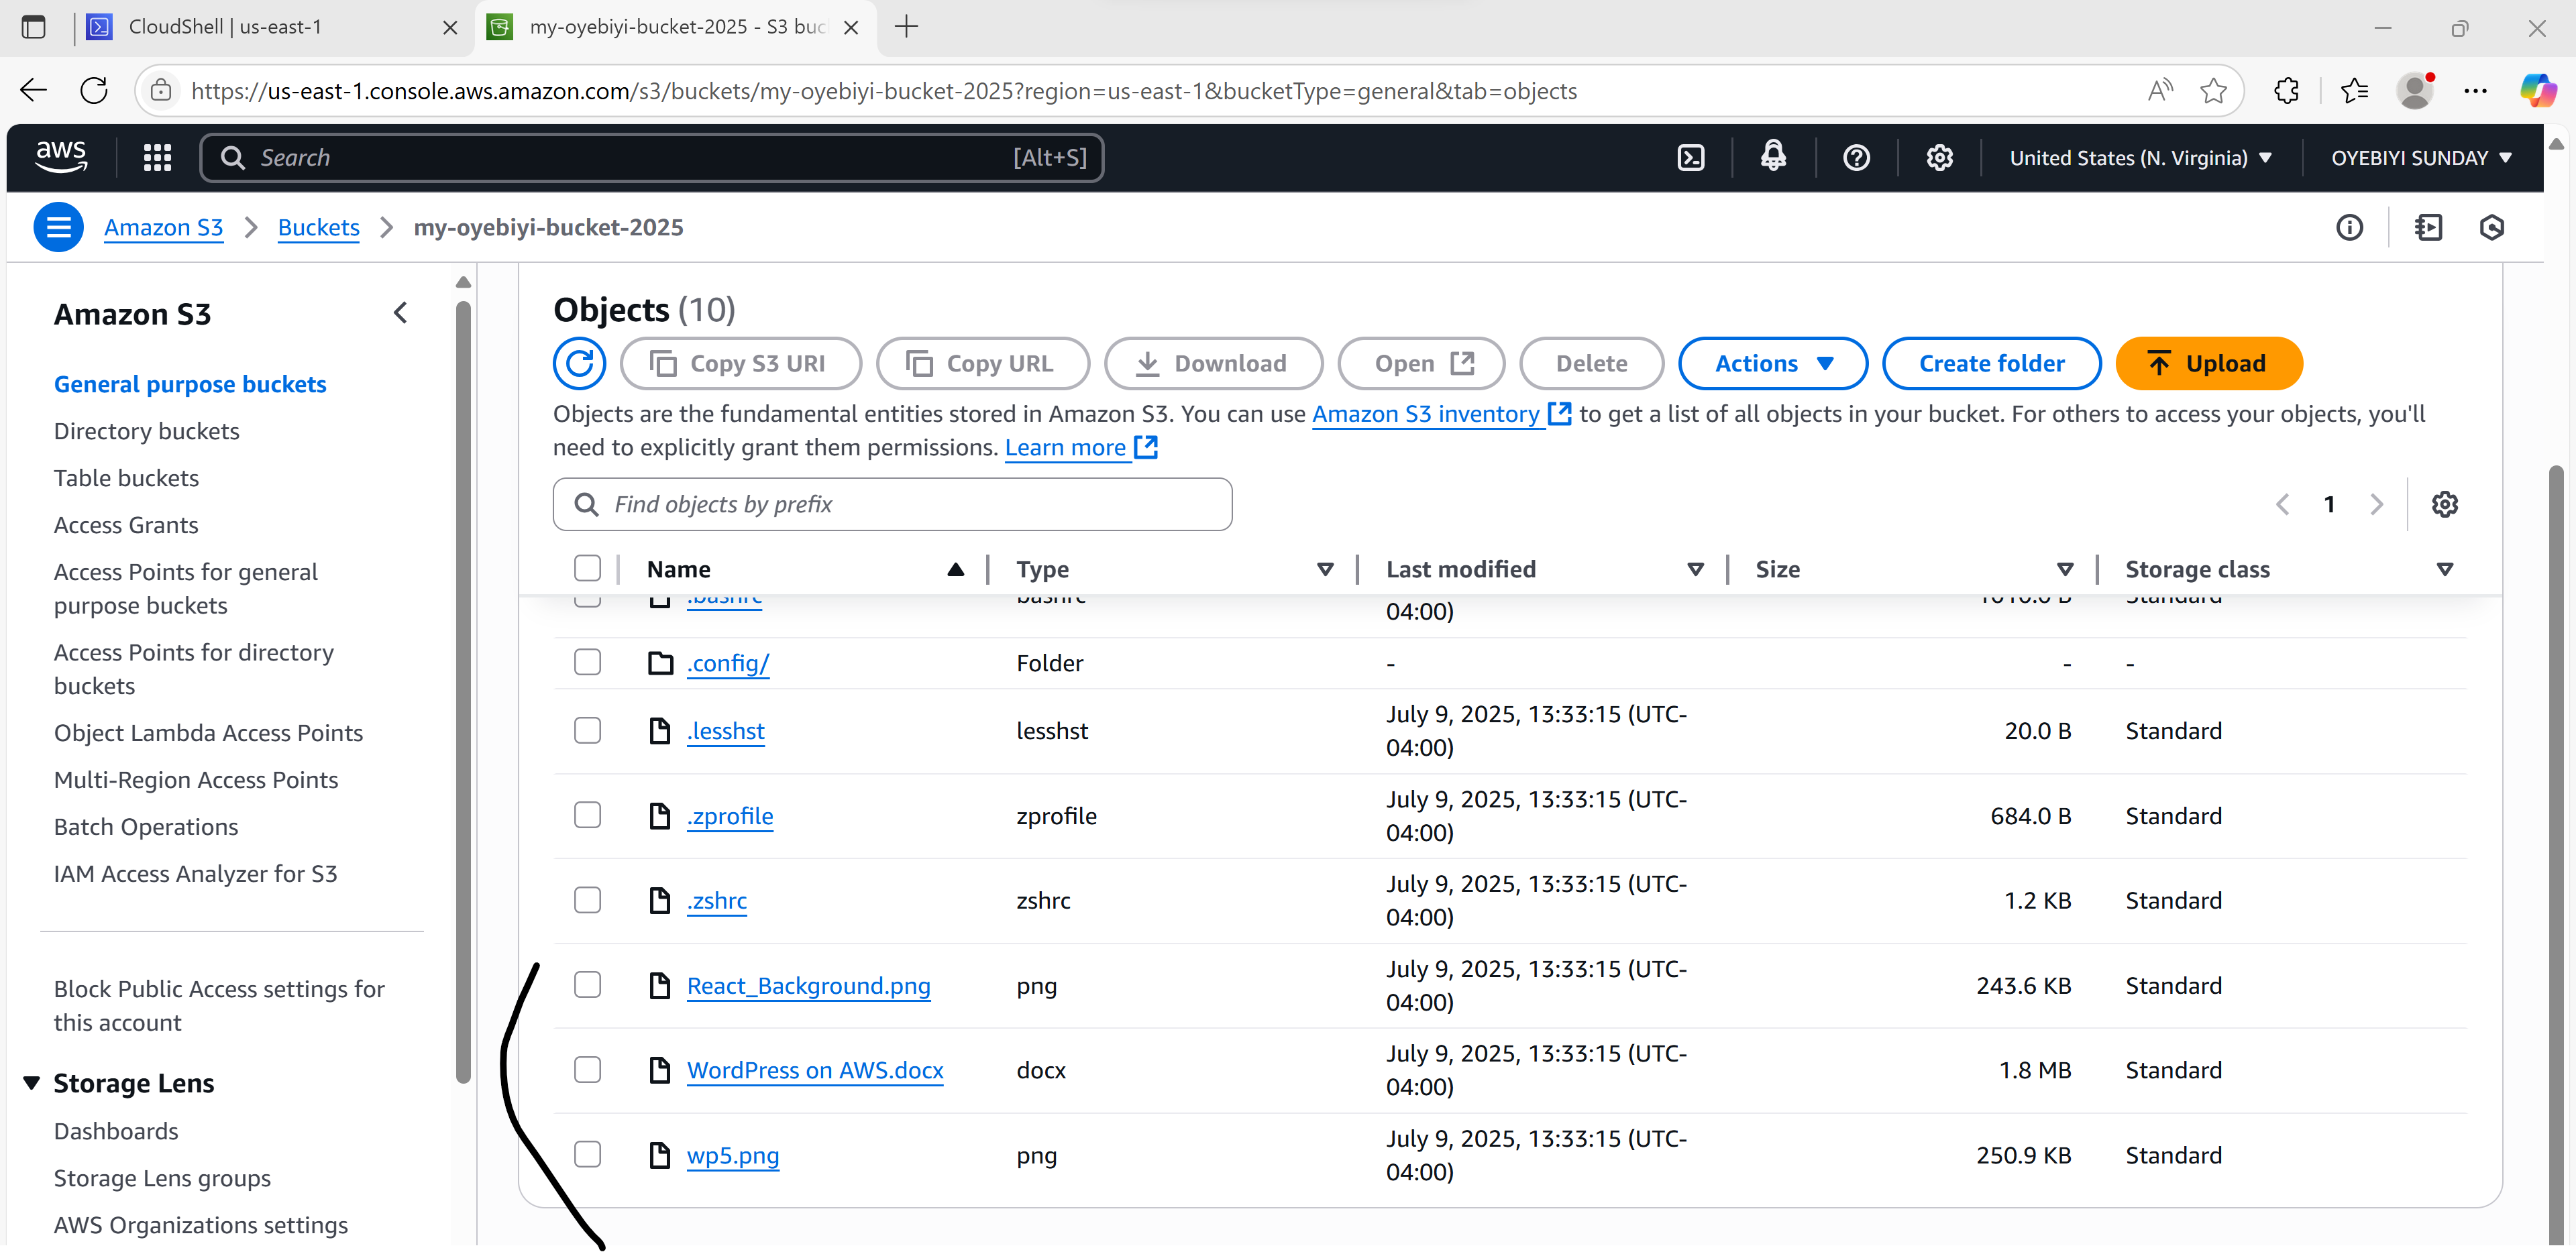 CloudShell | us-east-1
my-oyebiyi-bucket-2025 - S3 buc
https://us-east-1.console.aws.amazon.com/s3/buckets/my-oyebiyi-bucket-2025?region=us-east-1&bucketType=general&tab=objects
aws
Search [Alt+S]
United States (N. Virginia)
OYEBIYI SUNDAY
Amazon S3 > Buckets > my-oyebiyi-bucket-2025
Amazon S3
General purpose buckets
Directory buckets
Table buckets
Access Grants
Access Points for general
purpose buckets
Access Points for directory
buckets
Object Lambda Access Points
Multi-Region Access Points
Batch Operations
IAM Access Analyzer for S3
Block Public Access settings for
this account
Storage Lens
Dashboards
Storage Lens groups
AWS Organizations settings
Objects (10)
Copy S3 URI
Copy URL
Download
Open
Delete
Actions
Create folder
Upload
Objects are the fundamental entities stored in Amazon S3. You can use Amazon S3 inventory to get a list of all objects in your bucket. For others to access your objects, you'll
need to explicitly grant them permissions. Learn more
Find objects by prefix
1
Name Type Last modified Size Storage class
.bashrc bashrc Standard
04:00)
.config/ Folder - - -
.lesshst lesshst July 9, 2025, 13:33:15 (UTC- 20.0 B Standard
04:00)
.zprofile zprofile July 9, 2025, 13:33:15 (UTC- 684.0 B Standard
04:00)
.zshrc zshrc July 9, 2025, 13:33:15 (UTC- 1.2 KB Standard
04:00)
React_Background.png png July 9, 2025, 13:33:15 (UTC- 243.6 KB Standard
04:00)
WordPress on AWS.docx docx July 9, 2025, 13:33:15 (UTC- 1.8 MB Standard
04:00)
wp5.png png July 9, 2025, 13:33:15 (UTC- 250.9 KB Standard
04:00)